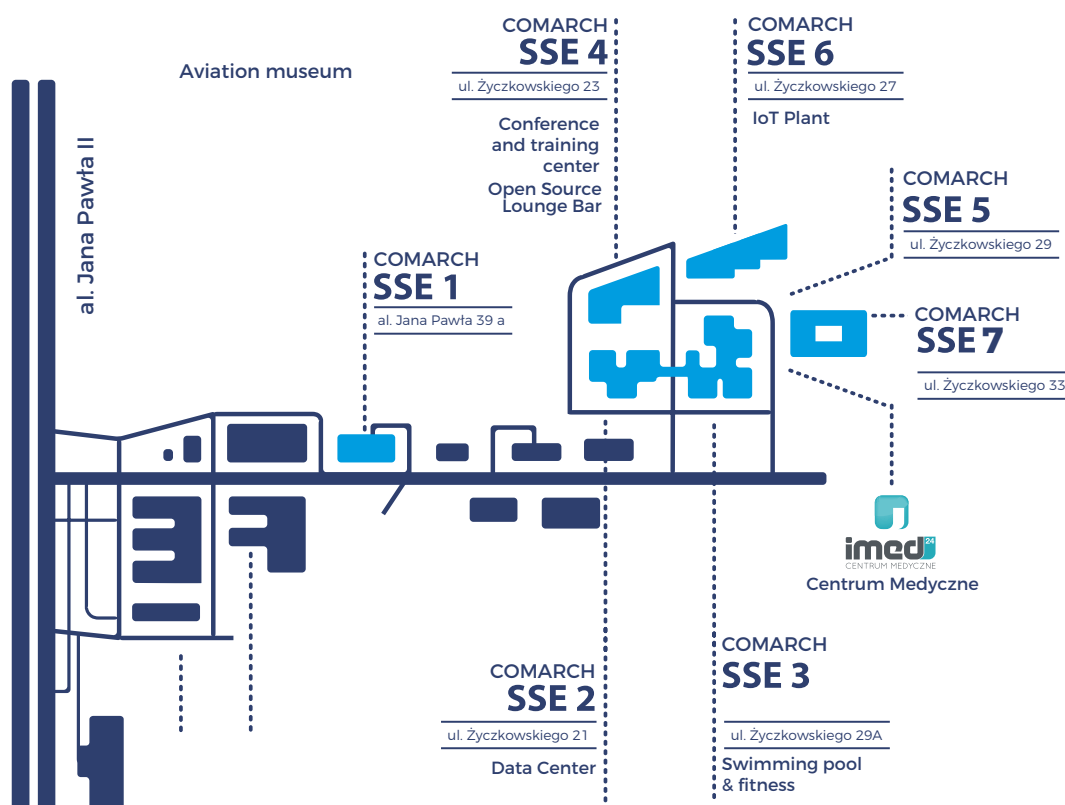 COMARCH
SSE 4
ul. Życzkowskiego 23
Conference
and training
center
Open Source
Lounge Bar
COMARCH
SSE 6
ul. Życzkowskiego 27
IoT Plant
Aviation museum
al. Jana Pawła II
COMARCH
SSE 5
ul. Życzkowskiego 29
COMARCH
SSE 1
al. Jana Pawła 39 a
COMARCH
SSE 7
ul. Życzkowskiego 33
imed 24
CENTRUM MEDYCZNE
Centrum Medyczne
COMARCH
SSE 2
ul. Życzkowskiego 21
Data Center
COMARCH
SSE 3
ul. Życzkowskiego 29A
Swimming pool
& fitness